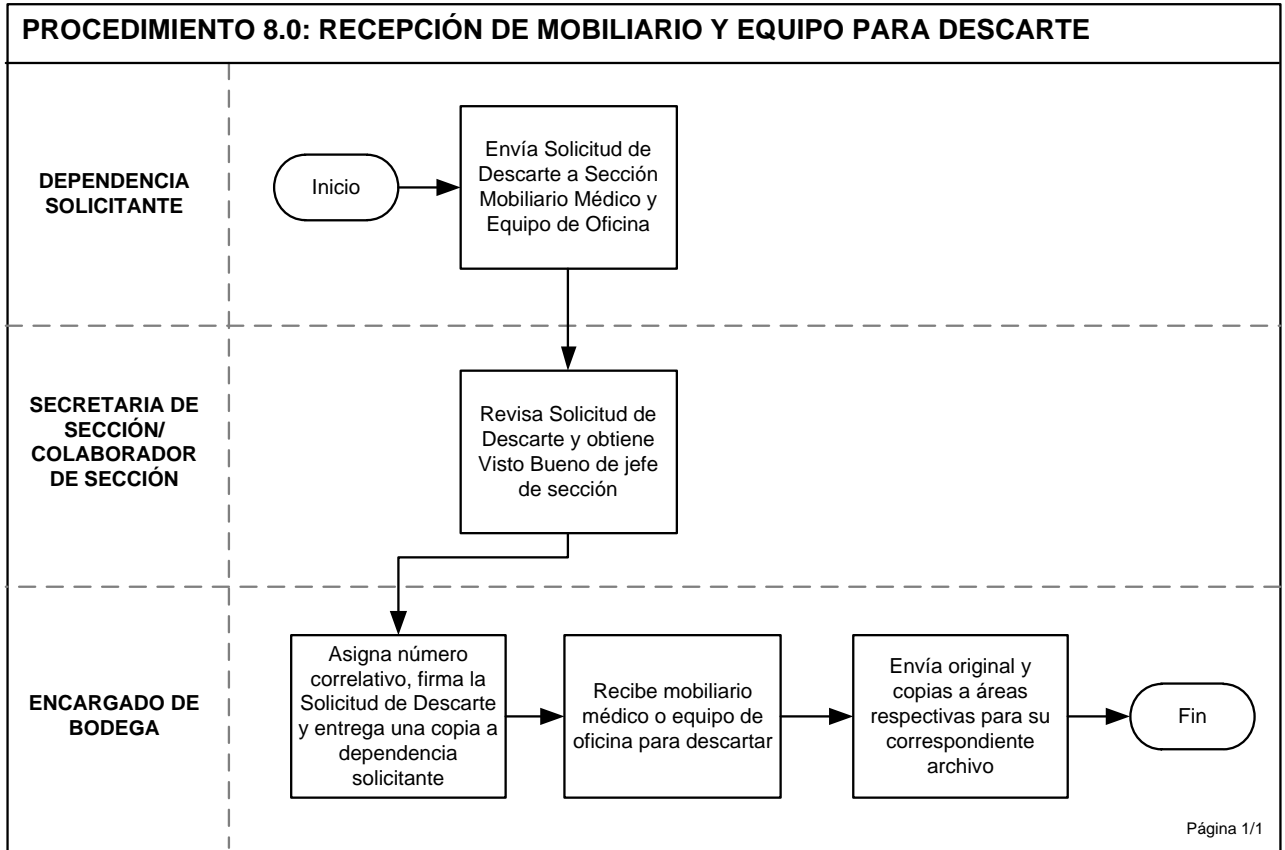 PROCEDIMIENTO 8.0: RECEPCIÓN DE MOBILIARIO Y EQUIPO PARA DESCARTE
DEPENDENCIA
SOLICITANTE
Inicio
Envía Solicitud de
Descarte a Sección
Mobiliario Médico y
Equipo de Oficina
SECRETARIA DE
SECCIÓN/
COLABORADOR
DE SECCIÓN
Revisa Solicitud de
Descarte y obtiene
Visto Bueno de jefe
de sección
ENCARGADO DE
BODEGA
Asigna número
correlativo, firma la
Solicitud de Descarte
y entrega una copia a
dependencia
solicitante
Recibe mobiliario
médico o equipo de
oficina para descartar
Envía original y
copias a áreas
respectivas para su
correspondiente
archivo
Fin
Página 1/1